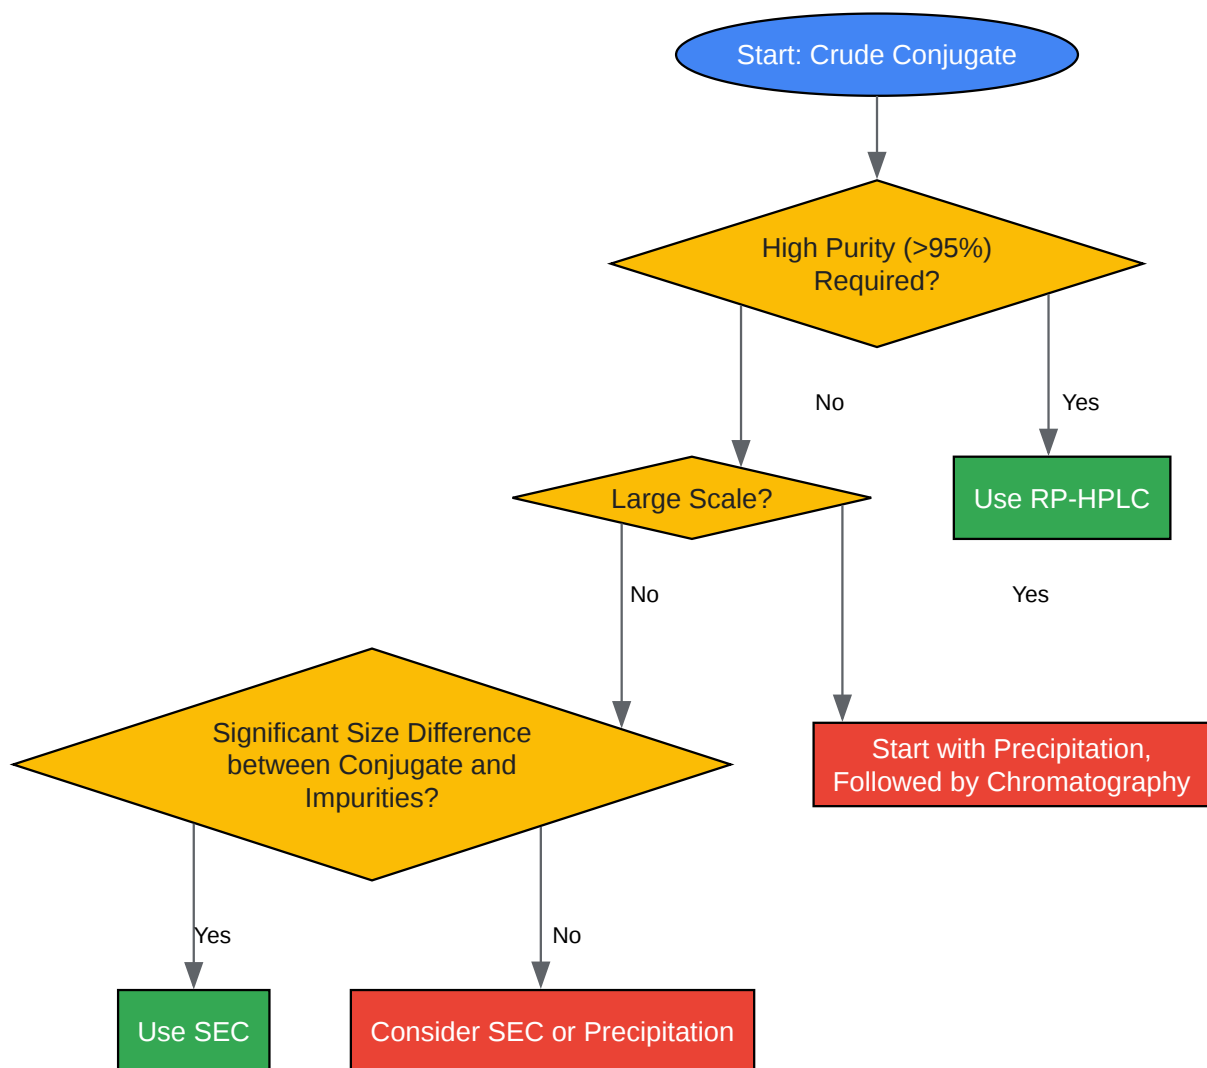 Start: Crude Conjugate
High Purity (>95%)
Required?
No
Yes
Large Scale?
Use RP-HPLC
No
Yes
Significant Size Difference
between Conjugate and
Impurities?
Start with Precipitation,
Followed by Chromatography
Yes
No
Use SEC
Consider SEC or Precipitation